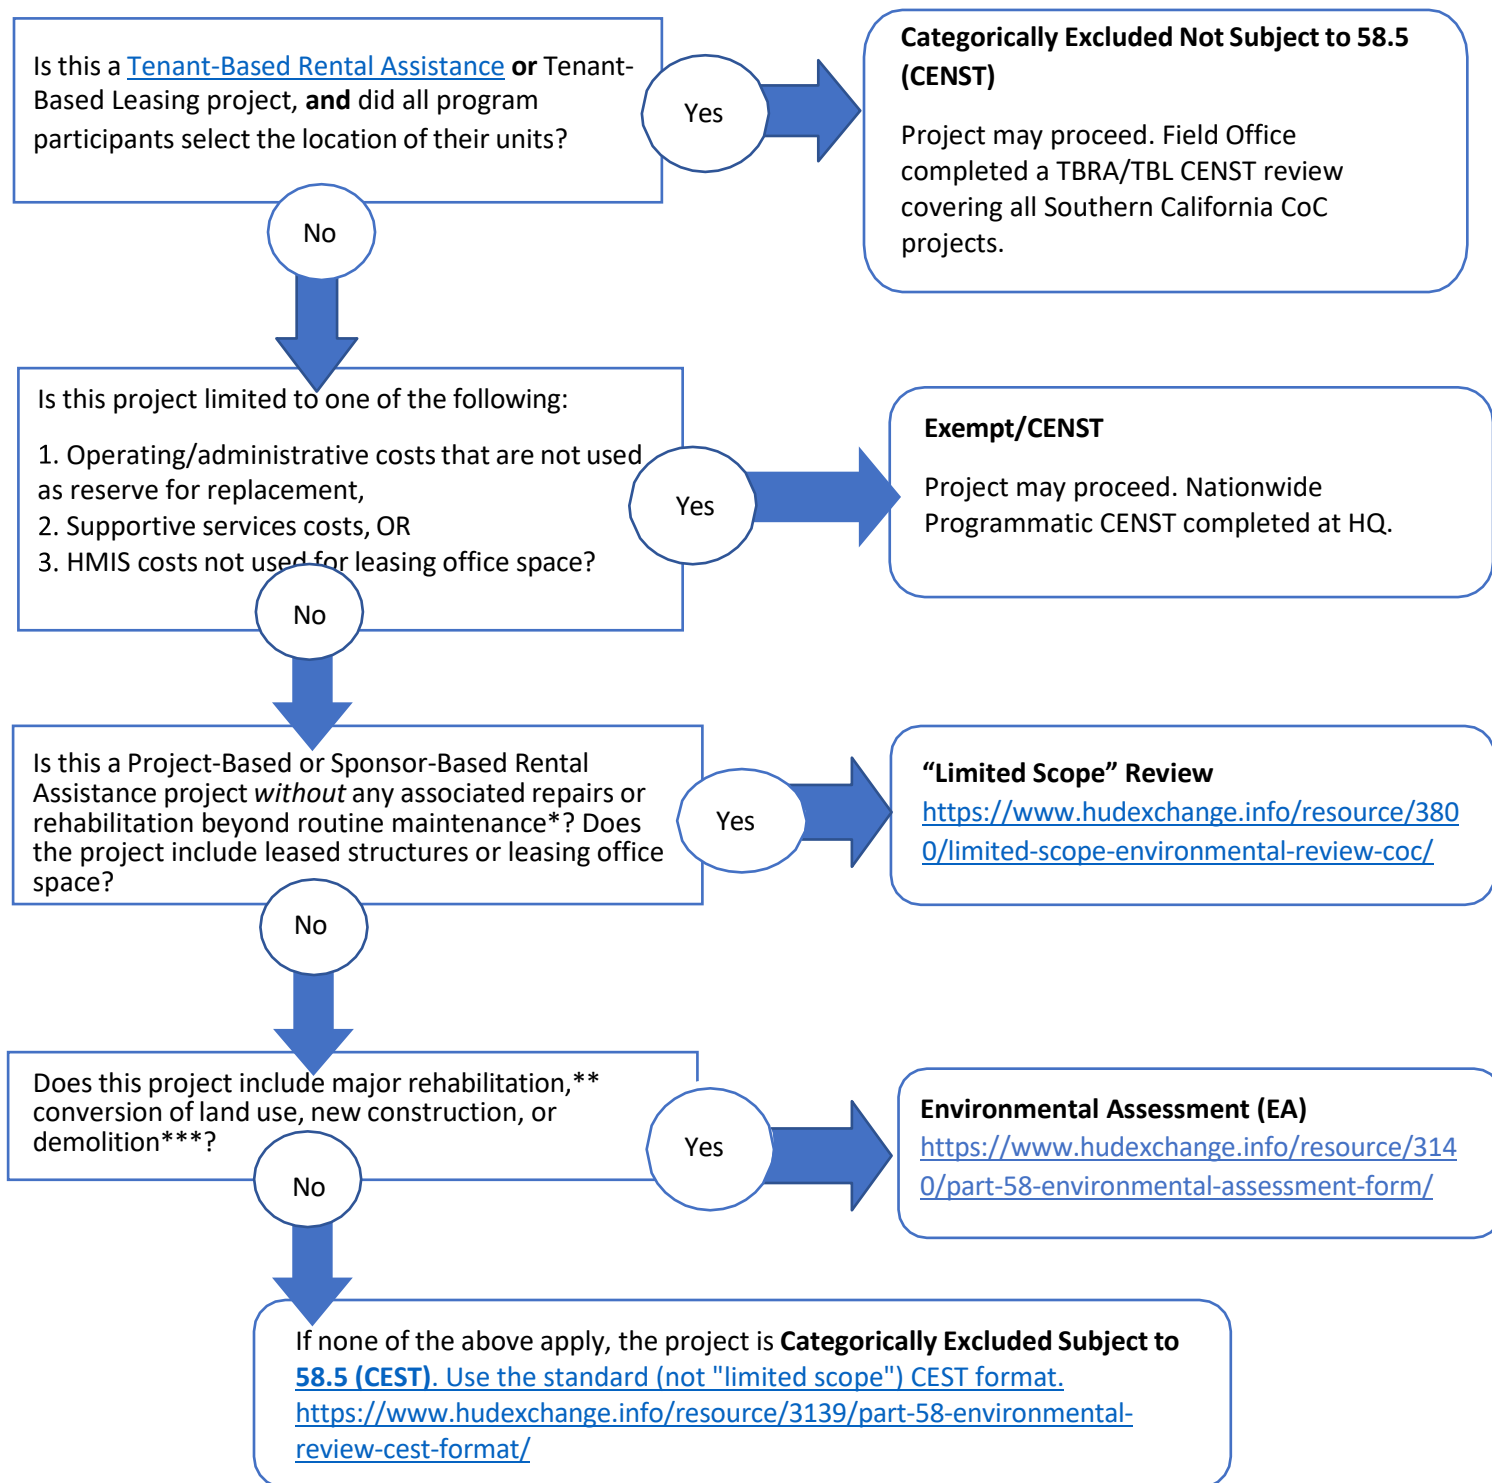 Is this a Tenant-Based Rental Assistance or Tenant-
Based Leasing project, and did all program
participants select the location of their units?
Yes
Categorically Excluded Not Subject to 58.5
(CENST)
Project may proceed. Field Office
completed a TBRA/TBL CENST review
covering all Southern California CoC
projects.
No
Is this project limited to one of the following:
1. Operating/administrative costs that are not used
as reserve for replacement,
2. Supportive services costs, OR
3. HMIS costs not used for leasing office space?
Yes
Exempt/CENST
Project may proceed. Nationwide
Programmatic CENST completed at HQ.
No
Is this a Project-Based or Sponsor-Based Rental
Assistance project without any associated repairs or
rehabilitation beyond routine maintenance*? Does
the project include leased structures or leasing office
space?
Yes
“Limited Scope” Review
https://www.hudexchange.info/resource/380
0/limited-scope-environmental-review-coc/
No
Does this project include major rehabilitation,**
conversion of land use, new construction, or
demolition***?
Yes
Environmental Assessment (EA)
https://www.hudexchange.info/resource/314
0/part-58-environmental-assessment-form/
No
If none of the above apply, the project is Categorically Excluded Subject to
58.5 (CEST). Use the standard (not "limited scope") CEST format.
https://www.hudexchange.info/resource/3139/part-58-environmental-
review-cest-format/